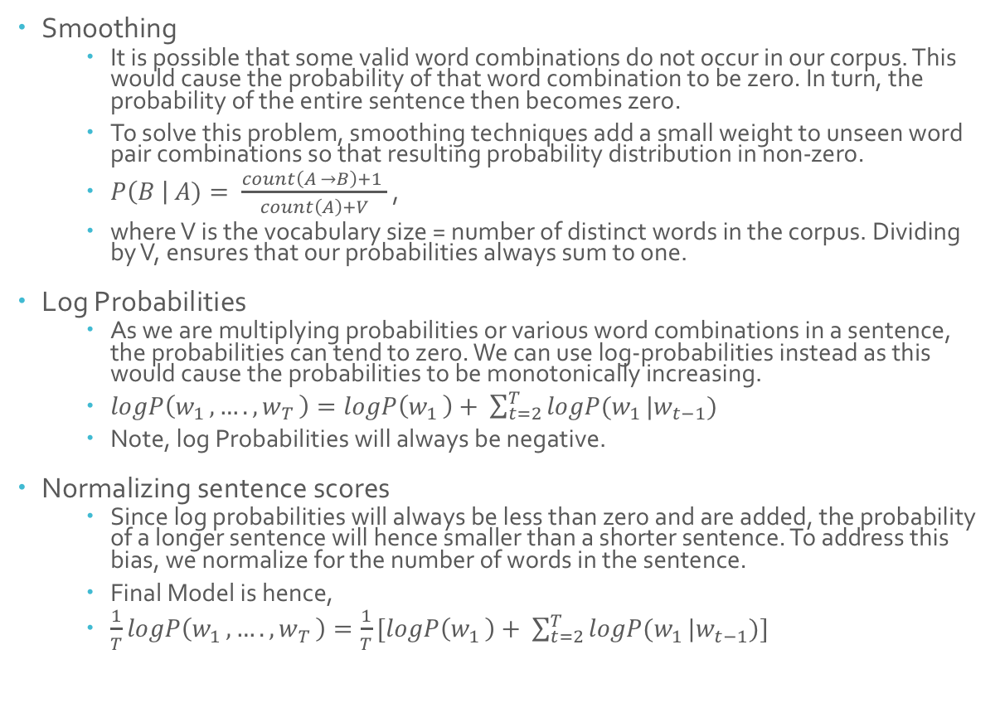 • Smoothing
• It is possible that some valid word combinations do not occur in our corpus. This
would cause the probability of that word combination to be zero. In turn, the
probability of the entire sentence then becomes zero.
• To solve this problem, smoothing techniques add a small weight to unseen word
pair combinations so that resulting probability distribution in non-zero.
• P(B | A) = \frac{count(A →B)+1}{count(A)+V} ,
• where V is the vocabulary size = number of distinct words in the corpus. Dividing
by V, ensures that our probabilities always sum to one.
• Log Probabilities
• As we are multiplying probabilities or various word combinations in a sentence,
the probabilities can tend to zero. We can use log-probabilities instead as this
would cause the probabilities to be monotonically increasing.
• logP(w_1 , … . , w_T ) = logP(w_1 ) + ∑_{t=2}^{T} logP(w_1 |w_{t−1})
• Note, log Probabilities will always be negative.
• Normalizing sentence scores
• Since log probabilities will always be less than zero and are added, the probability
of a longer sentence will hence smaller than a shorter sentence. To address this
bias, we normalize for the number of words in the sentence.
• Final Model is hence,
• \frac{1}{T} logP(w_1 , … . , w_T ) = \frac{1}{T} [logP(w_1 ) + ∑_{t=2}^{T} logP(w_1 |w_{t−1})]